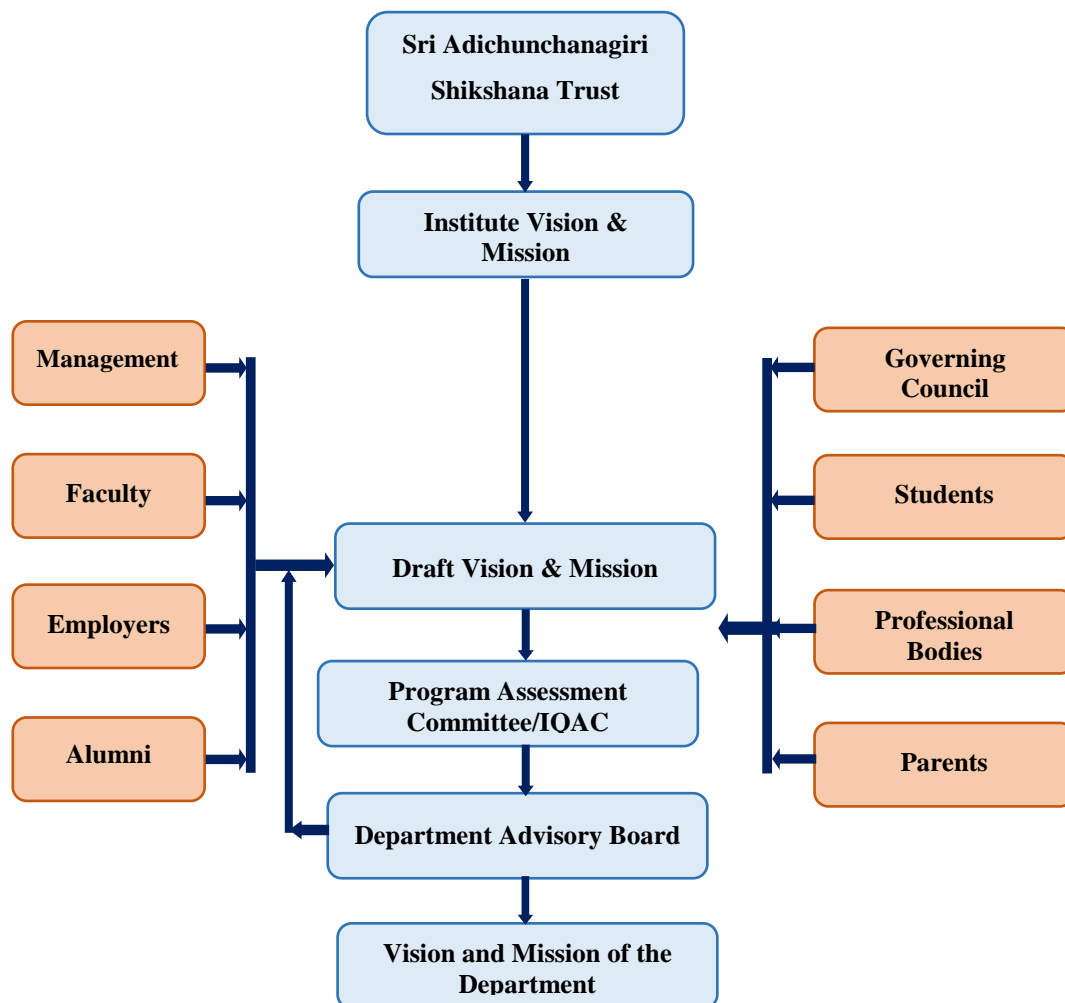 Sri Adichunchanagiri
Shikshana Trust
Institute Vision &
Mission
Management
Governing
Council
Faculty
Students
Draft Vision & Mission
Employers
Professional
Bodies
Program Assessment
Committee/IQAC
Alumni
Parents
Department Advisory Board
Vision and Mission of the
Department